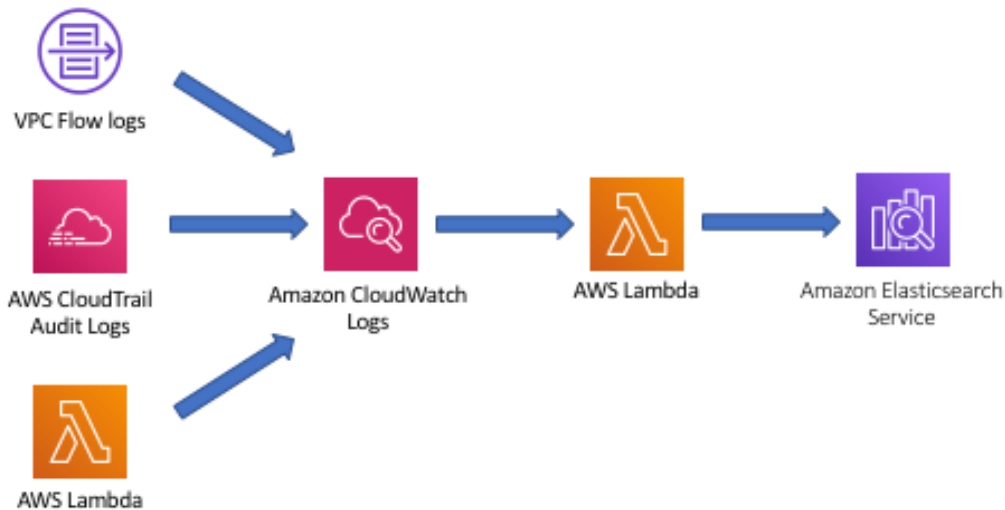 VPC Flow logs
AWS CloudTrail
Audit Logs
AWS Lambda
Amazon CloudWatch
Logs
AWS Lambda
Amazon Elasticsearch
Service